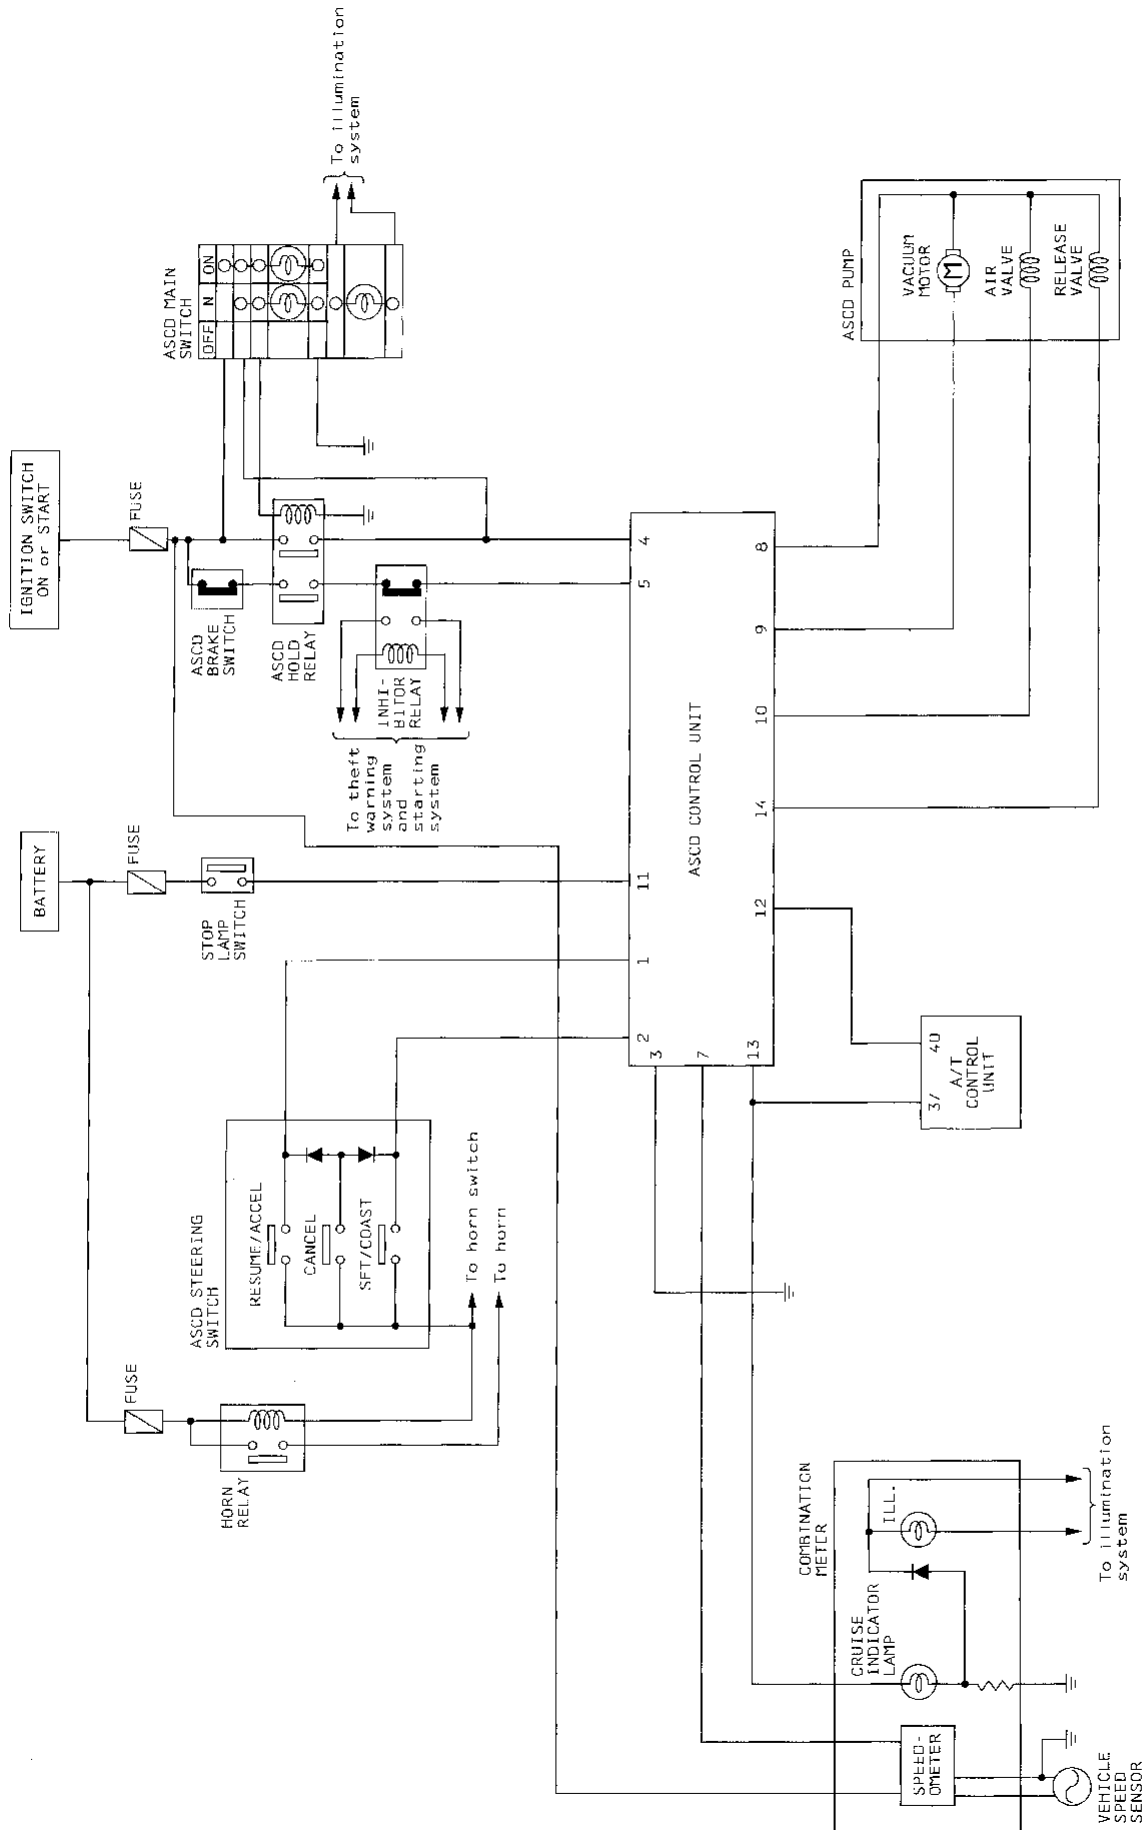 IGNITION SWITCH
ON or START
FUSE
ASCD MAIN
SWITCH
OFF
N
ON
To illumination
system
ASCD
BRAKE
SWITCH
ASCD
HOLD
RELAY
INHI-
BITOR
RELAY
To theft
warning
system
and
starting
system
BATTERY
FUSE
STOP
LAMP
SWITCH
FUSE
HORN
RELAY
ASCD STEERING
SWITCH
RESUME/ACCEL
CANCEL
SFT/COAST
To horn switch
To horn
ASCD CONTROL UNIT
4
5
11
1
2
3
7
13
12
14
10
9
8
ASCD PUMP
VACUUM
MOTOR
M
AIR
VALVE
RELEASE
VALVE
3/
40
A/T
CONTROL
UNIT
COMBINATION
METER
CRUISE
INDICATOR
LAMP
ILL.
To illumination
system
SPEED-
OMETER
VEHICLE
SPEED
SENSOR